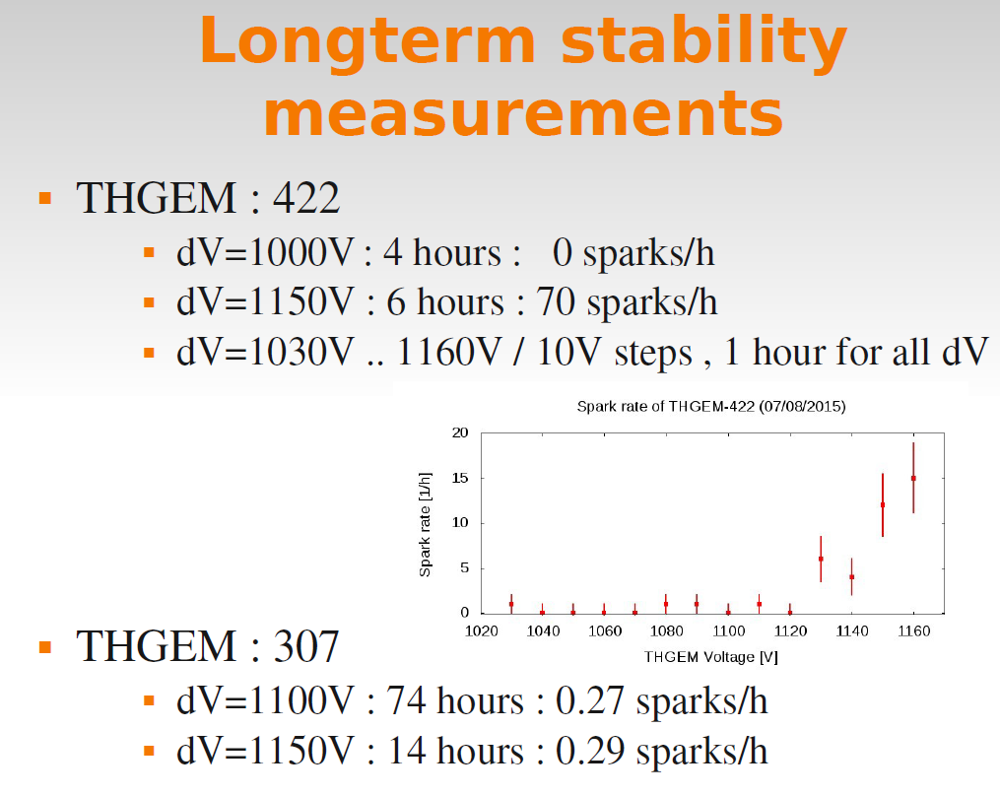 Longterm stability
measurements
▪ THGEM : 422
▪ dV=1000V : 4 hours : 0 sparks/h
▪ dV=1150V : 6 hours : 70 sparks/h
▪ dV=1030V .. 1160V / 10V steps , 1 hour for all dV
Spark rate of THGEM-422 (07/08/2015)
Spark rate [1/h]
20
15
10
5
0
1020 1040 1060 1080 1100 1120 1140 1160
THGEM Voltage [V]
▪ THGEM : 307
▪ dV=1100V : 74 hours : 0.27 sparks/h
▪ dV=1150V : 14 hours : 0.29 sparks/h